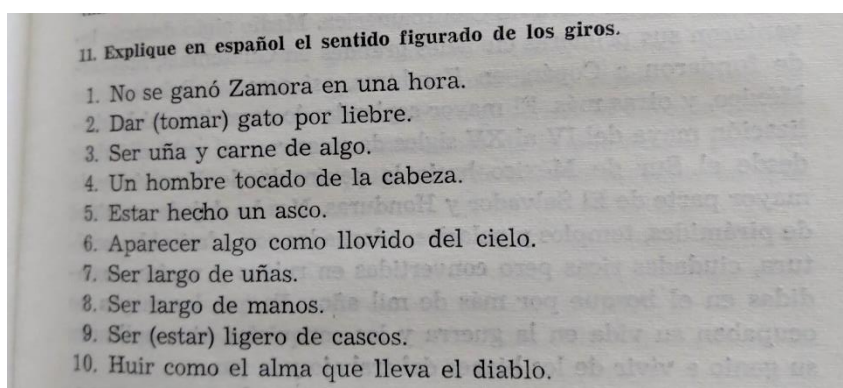 11. Explique en español el sentido figurado de los giros.
1. No se ganó Zamora en una hora.
2. Dar (tomar) gato por liebre.
3. Ser uña y carne de algo.
4. Un hombre tocado de la cabeza.
5. Estar hecho un asco.
6. Aparecer algo como llovido del cielo.
7. Ser largo de uñas.
8. Ser largo de manos.
9. Ser (estar) ligero de cascos.
10. Huir como el alma que lleva el diablo.